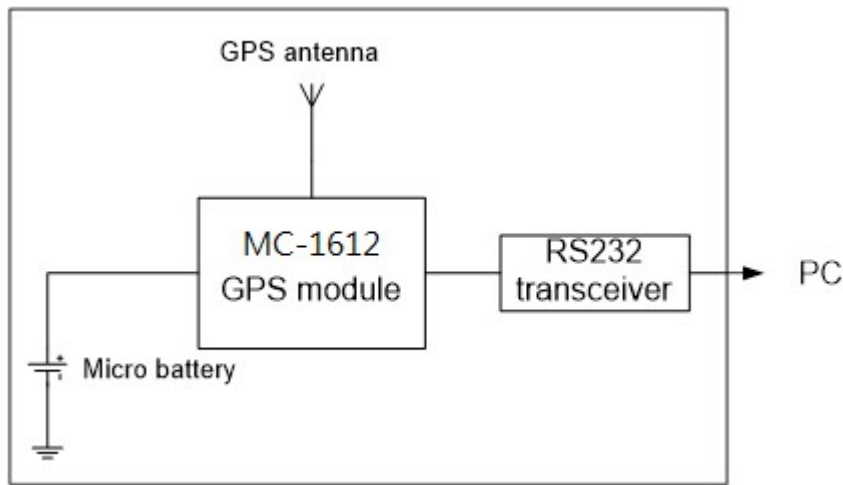 GPS antenna
MC-1612
GPS module
RS232
transceiver
PC
Micro battery